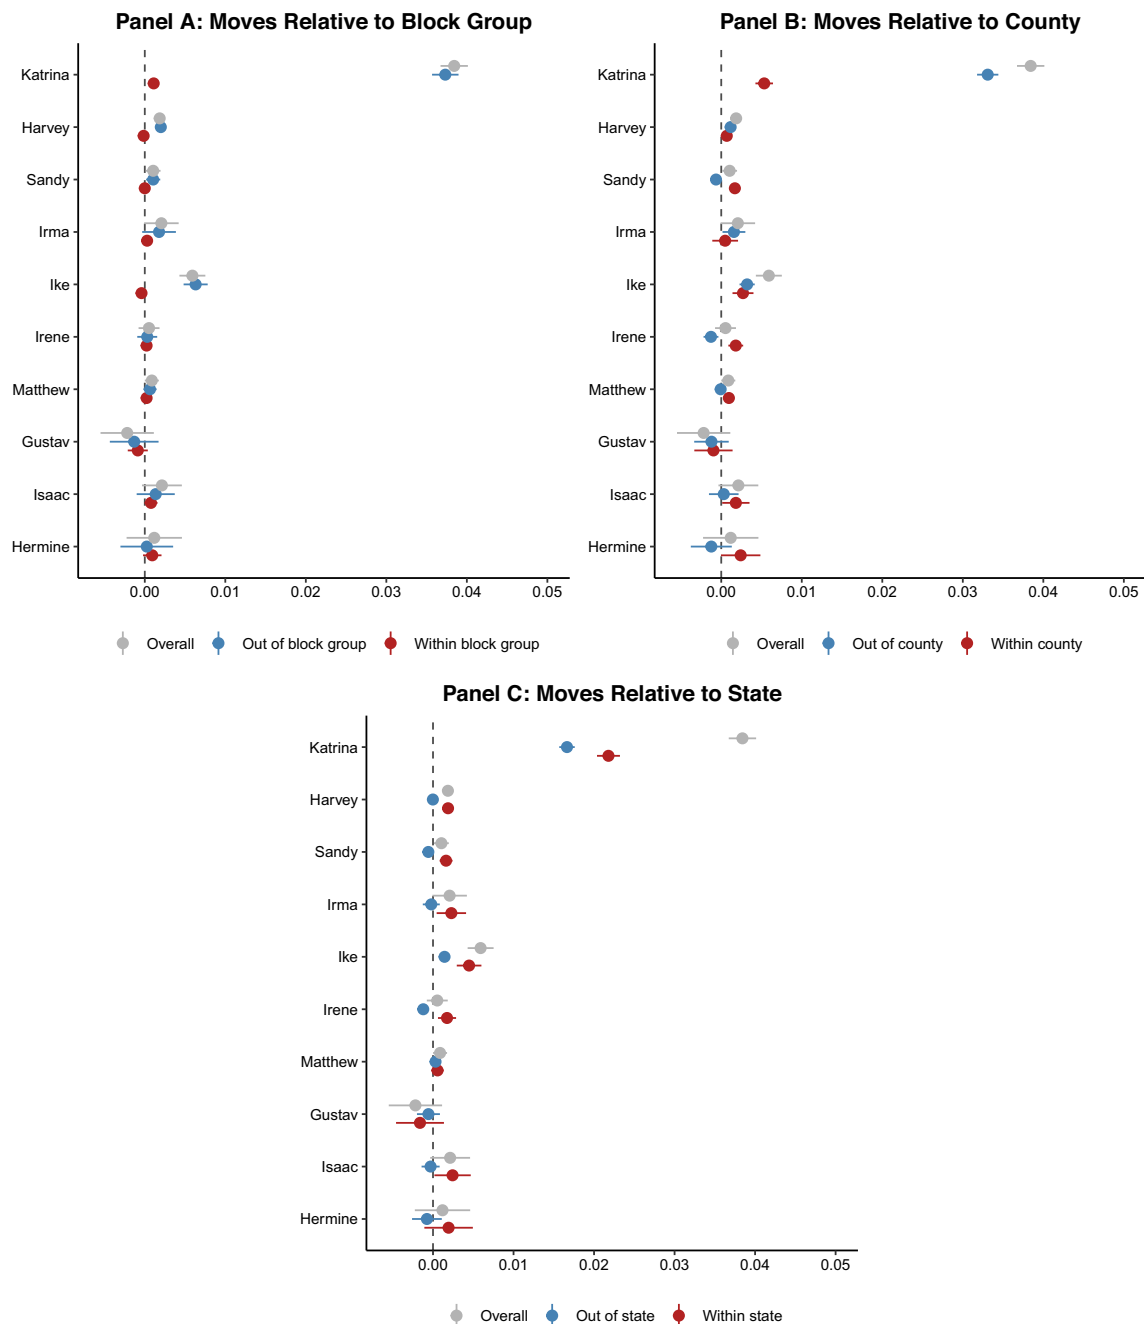 Panel A: Moves Relative to Block Group
Katrina
Harvey
Sandy
Irma
Ike
Irene
Matthew
Gustav
Isaac
Hermine
0.00 0.01 0.02 0.03 0.04 0.05
Overall Out of block group Within block group
Panel B: Moves Relative to County
Katrina
Harvey
Sandy
Irma
Ike
Irene
Matthew
Gustav
Isaac
Hermine
0.00 0.01 0.02 0.03 0.04 0.05
Overall Out of county Within county
Panel C: Moves Relative to State
Katrina
Harvey
Sandy
Irma
Ike
Irene
Matthew
Gustav
Isaac
Hermine
0.00 0.01 0.02 0.03 0.04 0.05
Overall Out of state Within state